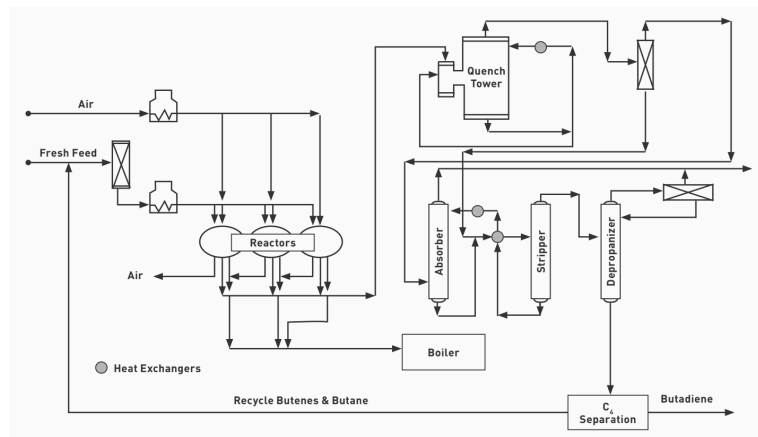 Quench
Tower
Air
Fresh Feed
Reactors
Air
Absorber
Stripper
Depropanizer
Boiler
Heat Exchangers
Recycle Butenes & Butane
C₄
Separation
Butadiene